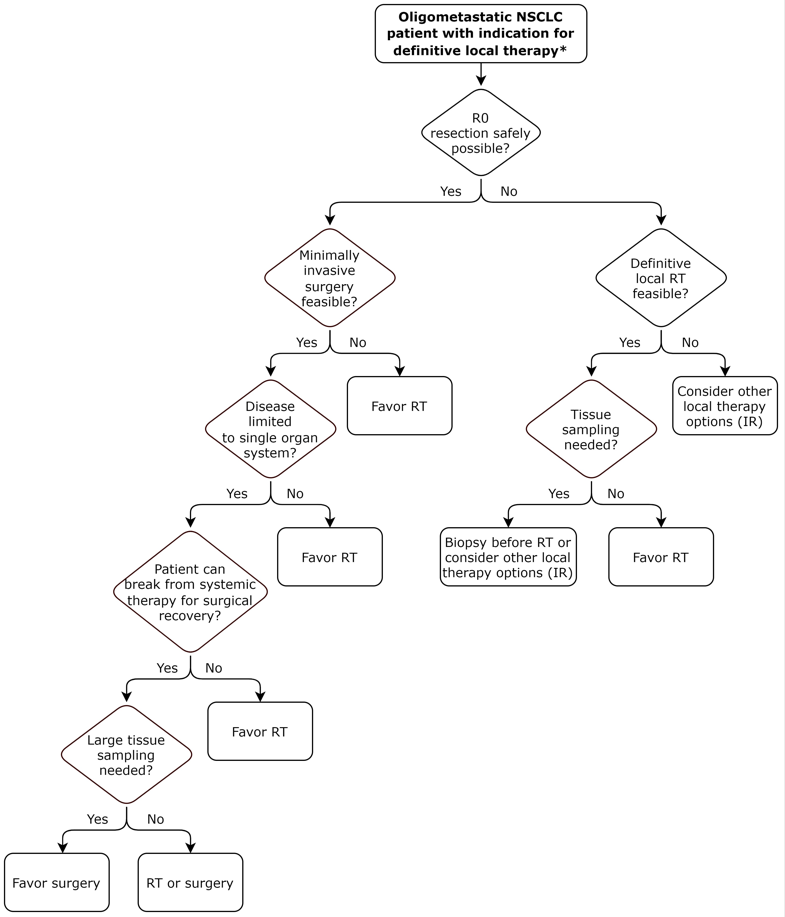 Oligometastatic NSCLC
patient with indication for
definitive local therapy*
R0
resection safely
possible?
Yes
No
Minimally
invasive
surgery
feasible?
Definitive
local RT
feasible?
Yes
No
Yes
No
Disease
limited
to single organ
system?
Favor RT
Tissue
sampling
needed?
Consider other
local therapy
options (IR)
Yes
No
Yes
No
Patient can
break from systemic
therapy for surgical
recovery?
Favor RT
Biopsy before RT or
consider other local
therapy options (IR)
Favor RT
Yes
No
Large tissue
sampling
needed?
Favor RT
Yes
No
Favor surgery
RT or surgery